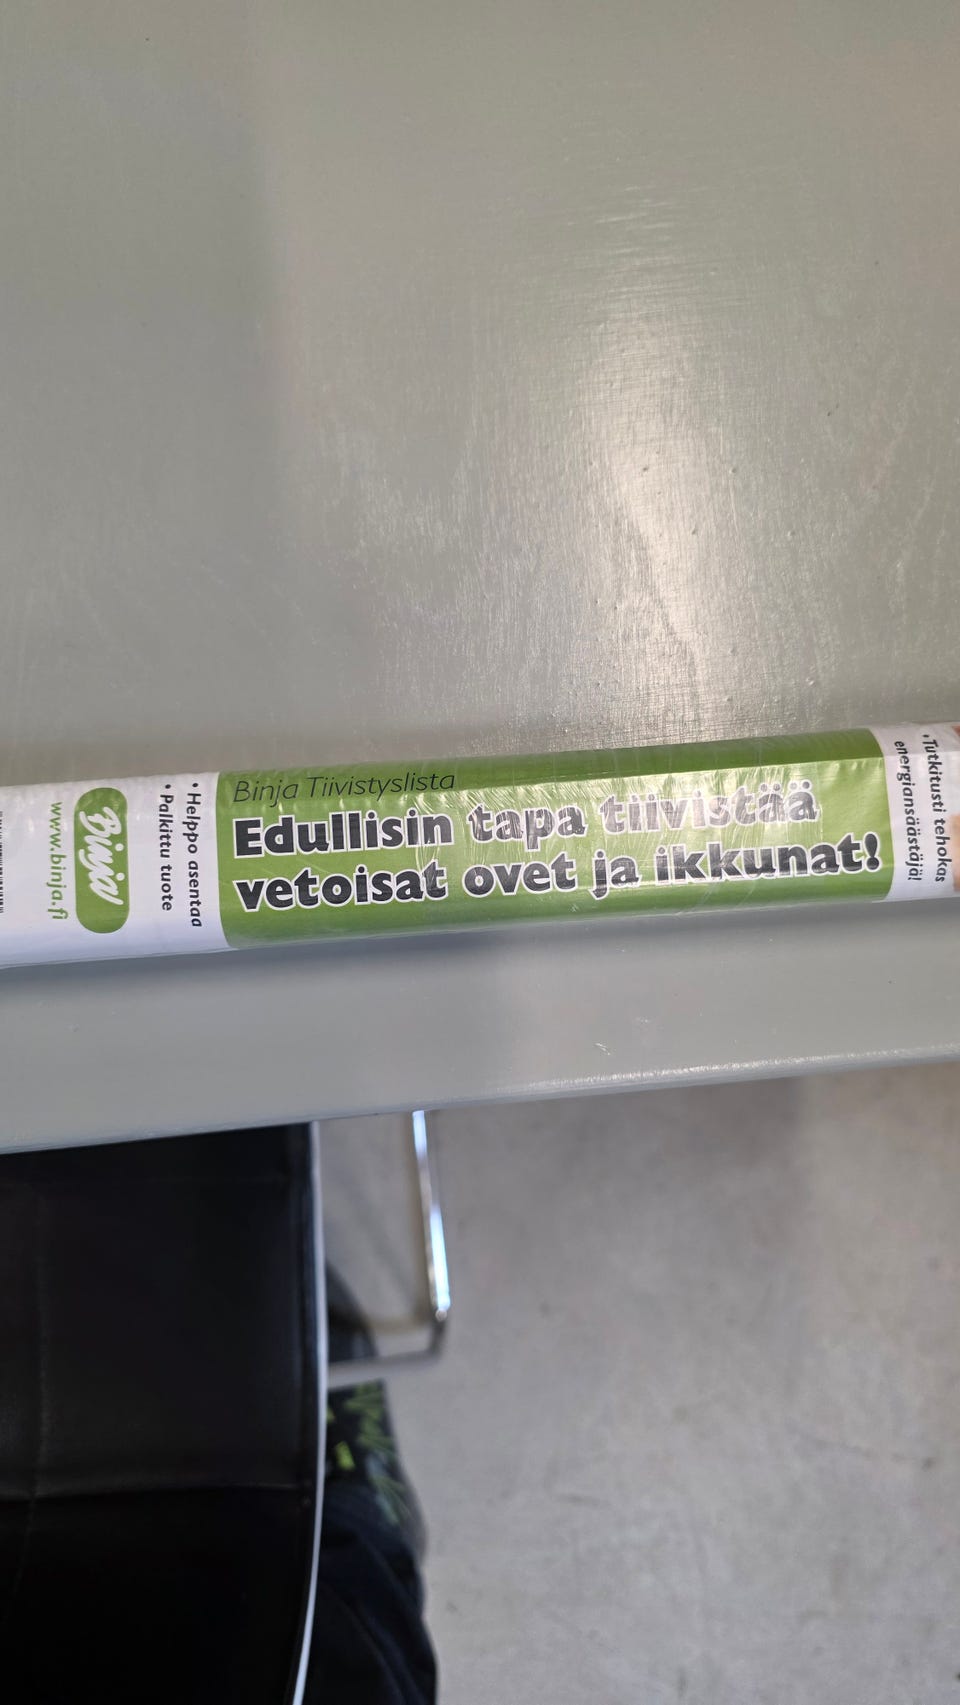 Binja Tiivistyslista
Edullisin tapa tiivistää
vetoisat ovet ja ikkunat!
• Helppo asentaa
• Palkittu tuote
Binja
www.binja.fi
• Tutkitusti tehokas
energiansäästäjä!